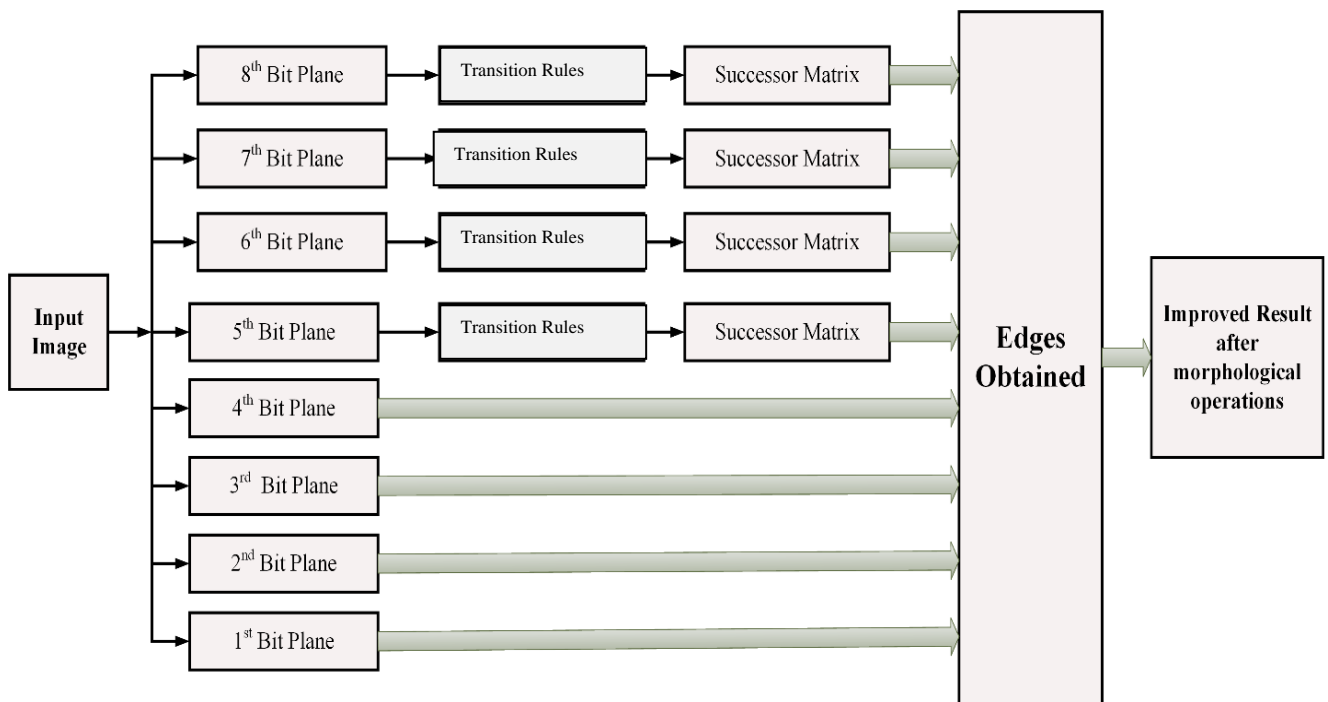 8th Bit Plane
Transition Rules
Successor Matrix
7th Bit Plane
Transition Rules
Successor Matrix
6th Bit Plane
Transition Rules
Successor Matrix
Input
Image
5th Bit Plane
Transition Rules
Successor Matrix
4th Bit Plane
3rd Bit Plane
2nd Bit Plane
1st Bit Plane
Edges
Obtained
Improved Result
after
morphological
operations